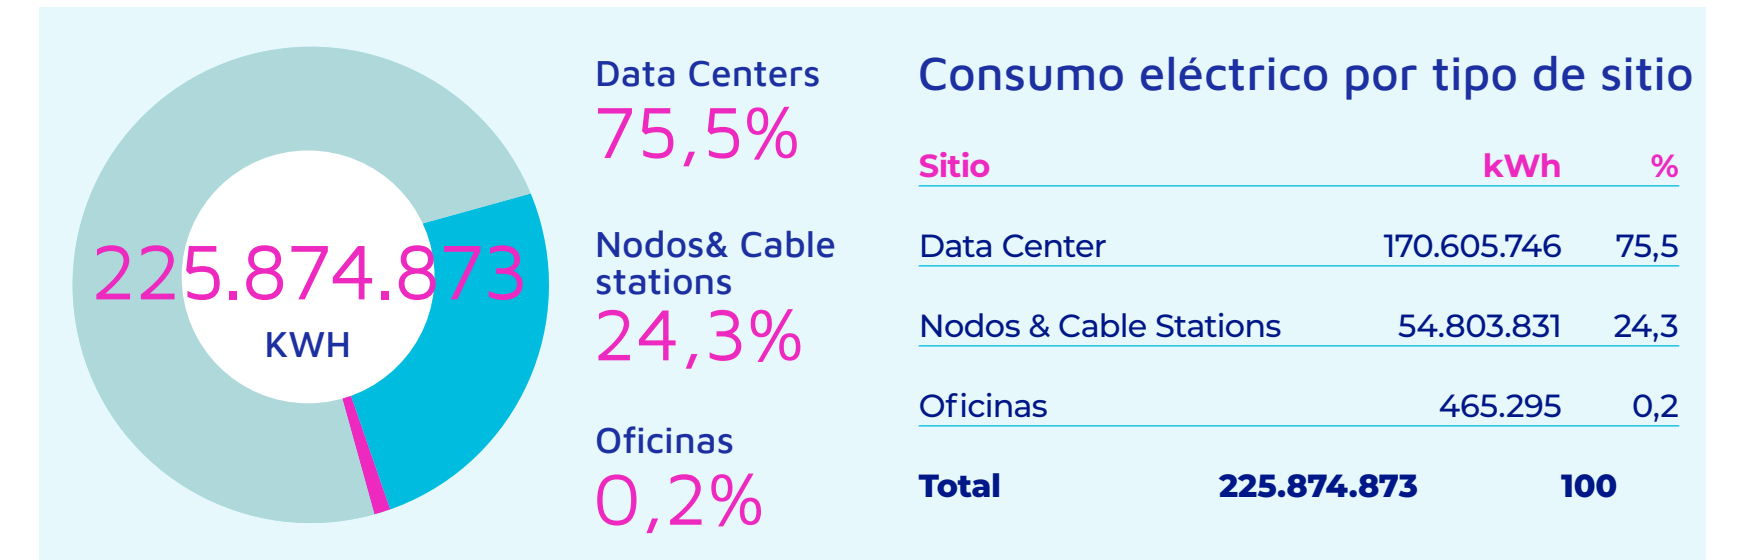 225.874.873
KWH
Data Centers
75,5%
Nodos& Cable
stations
24,3%
Oficinas
0,2%
Consumo eléctrico por tipo de sitio
Sitio kWh %
Data Center 170.605.746 75,5
Nodos & Cable Stations 54.803.831 24,3
Oficinas 465.295 0,2
Total 225.874.873 100